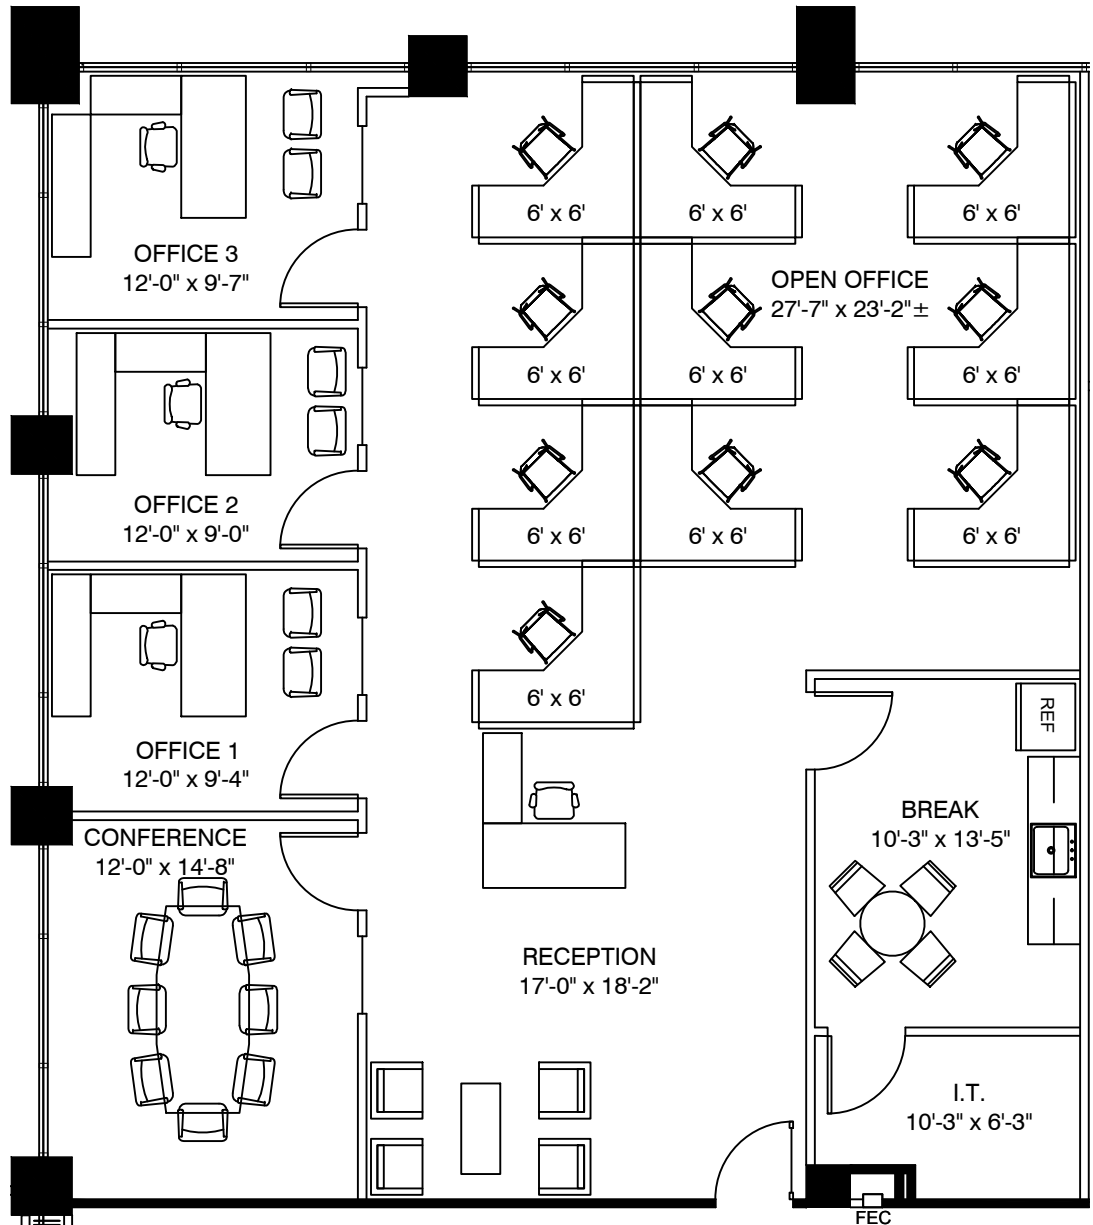 6' x 6'
6' x 6'
6' x 6'
OFFICE 3
12'-0" x 9'-7"
OPEN OFFICE
27'-7" x 23'-2"±
6' x 6'
6' x 6'
6' x 6'
OFFICE 2
12'-0" x 9'-0"
6' x 6'
6' x 6'
6' x 6'
6' x 6'
REF
OFFICE 1
12'-0" x 9'-4"
BREAK
10'-3" x 13'-5"
CONFERENCE
12'-0" x 14'-8"
RECEPTION
17'-0" x 18'-2"
I.T.
10'-3" x 6'-3"
FEC